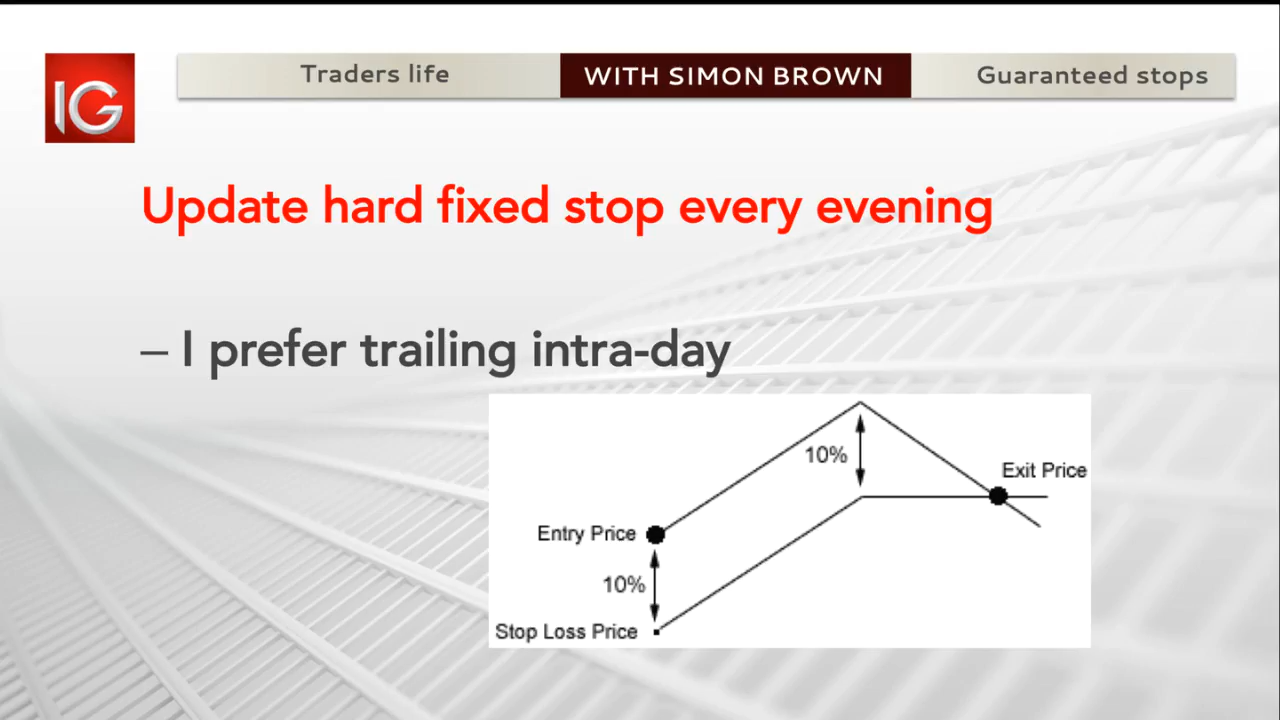 IG
Traders life
WITH SIMON BROWN
Guaranteed stops
Update hard fixed stop every evening
– I prefer trailing intra-day
10%
Exit Price
Entry Price
10%
Stop Loss Price